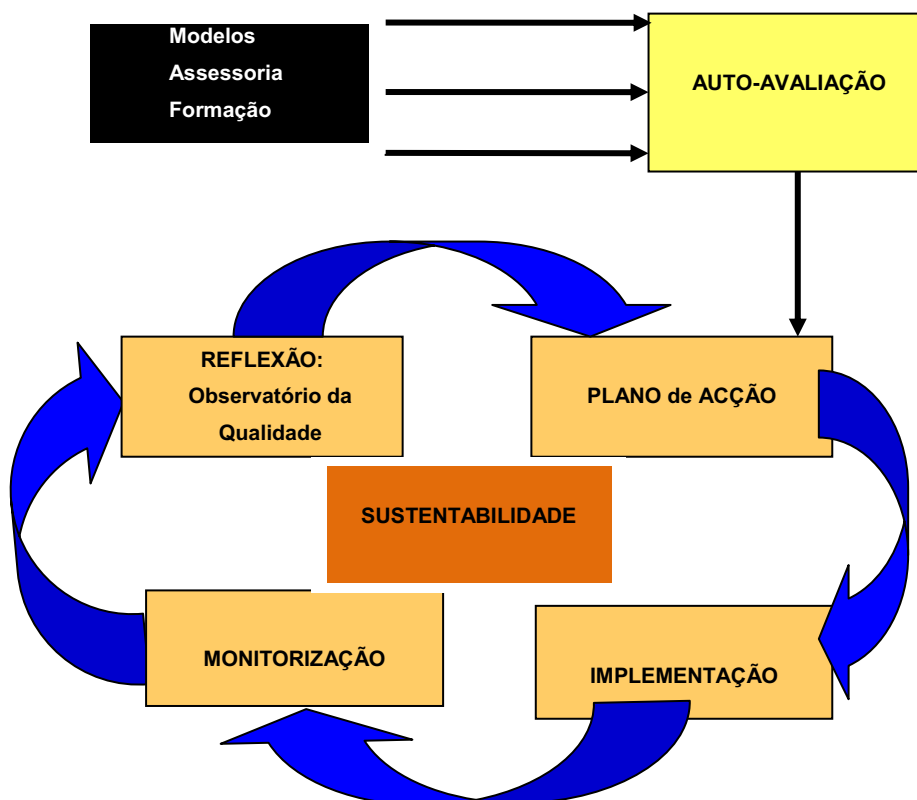 Modelos
Assessoria
Formação
AUTO-AVALIAÇÃO
REFLEXÃO:
Observatório da
Qualidade
PLANO de ACÇÃO
SUSTENTABILIDADE
MONITORIZAÇÃO
IMPLEMENTAÇÃO